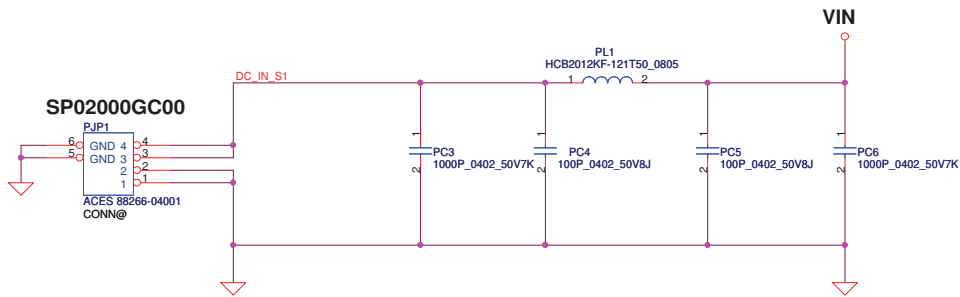 VIN
PL1
HCB2012KF-121T50_0805
DC_IN_S1
1 2
SP02000GC00
PJP1
6 GND 4 4
5 GND 3 3
2 2
1 1
ACES 88266-04001
CONN@
1
PC3
1000P_0402_50V7K
2
1
PC4
100P_0402_50V8J
2
1
PC5
100P_0402_50V8J
2
1
PC6
1000P_0402_50V7K
2